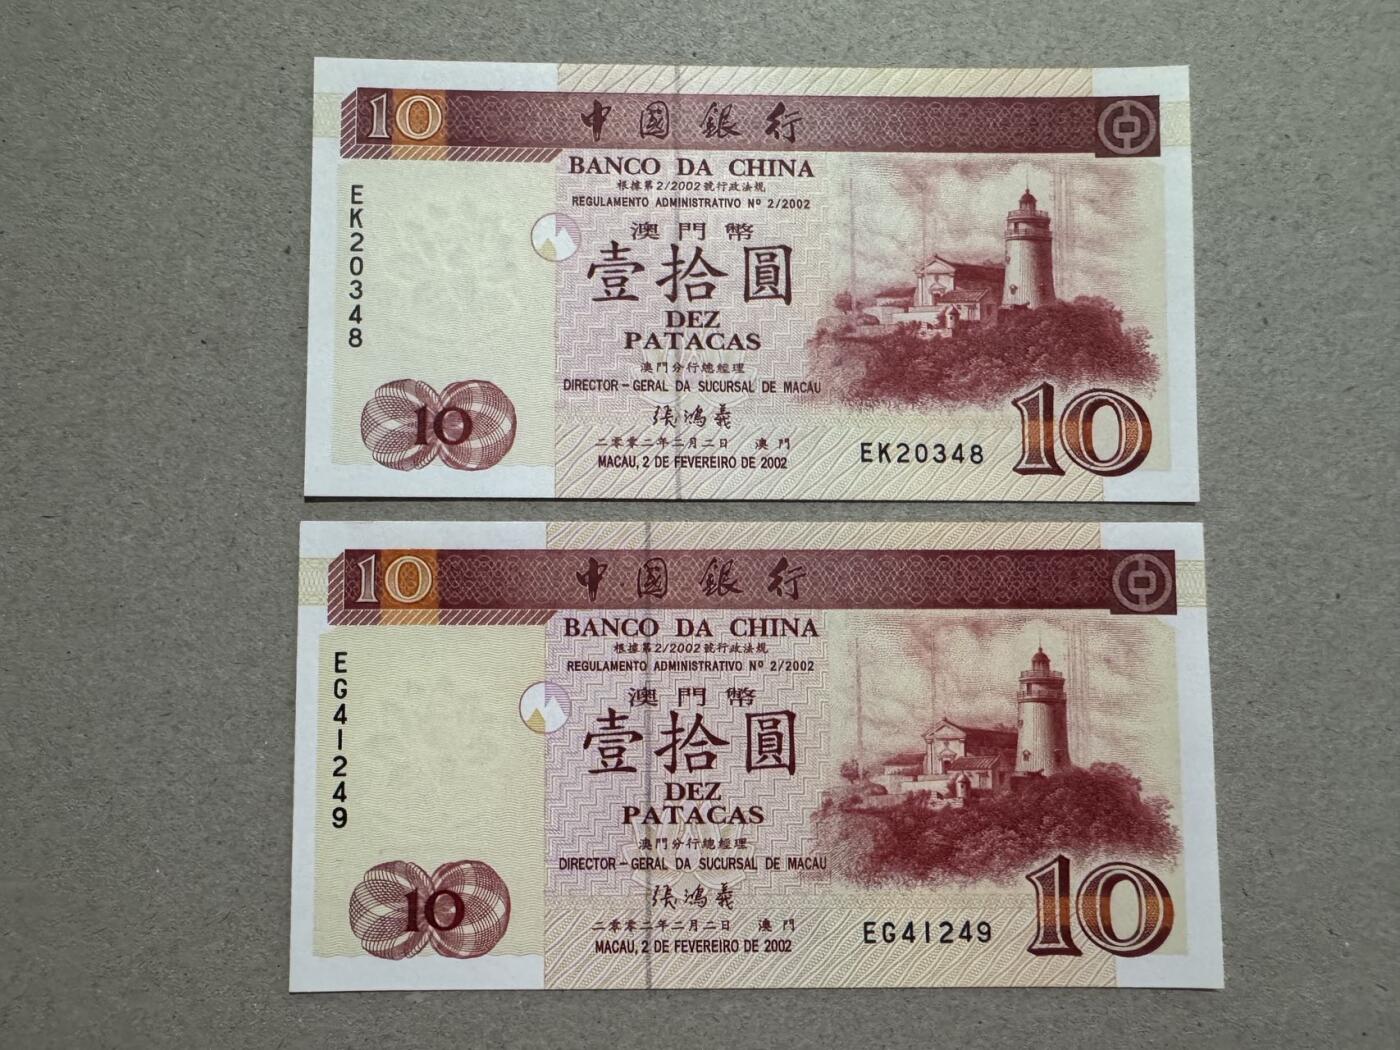 10 中國銀行
BANCO DA CHINA
根據第2/2002號行政法規
REGULAMENTO ADMINISTRATIVO Nº 2/2002
EK20348
澳門幣
壹拾圓
DEZ
PATACAS
澳門分行總經理
DIRECTOR-GERAL DA SUCURSAL DE MACAU
張鴻義
二零零二年二月二日 澳門
MACAU, 2 DE FEVEREIRO DE 2002
10
EK20348
10
10 中國銀行
BANCO DA CHINA
根據第2/2002號行政法規
REGULAMENTO ADMINISTRATIVO Nº 2/2002
EG41249
澳門幣
壹拾圓
DEZ
PATACAS
澳門分行總經理
DIRECTOR-GERAL DA SUCURSAL DE MACAU
張鴻義
二零零二年二月二日 澳門
MACAU, 2 DE FEVEREIRO DE 2002
10
EG41249
10